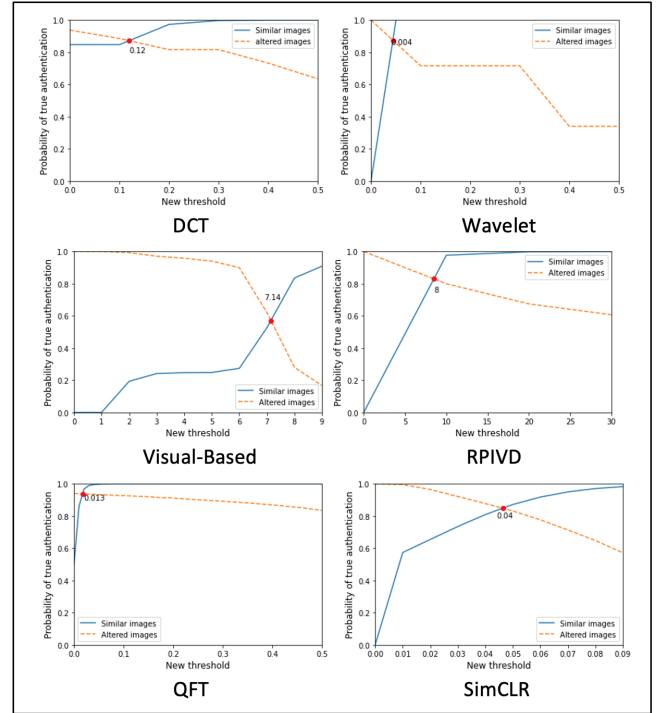 Probability of true authentication
1.0
0.8
0.6
0.4
0.2
0.0
Similar images
altered images
0.12
0.0 0.1 0.2 0.3 0.4 0.5
New threshold
DCT
Probability of true authentication
1.0
0.8
0.6
0.4
0.2
0.0
Similar images
Altered images
0.004
0.0 0.1 0.2 0.3 0.4 0.5
New threshold
Wavelet
Probability of true authentication
1.0
0.8
0.6
0.4
0.2
0.0
7.14
Similar images
Altered images
0 1 2 3 4 5 6 7 8 9
New threshold
Visual-Based
Probability of true authentication
1.0
0.8
0.6
0.4
0.2
0.0
Similar images
Altered images
8
0 5 10 15 20 25 30
New threshold
RPIVD
Probability of true authentication
1.0
0.8
0.6
0.4
0.2
0.0
0.013
Similar images
Altered images
0.0 0.1 0.2 0.3 0.4 0.5
New threshold
QFT
Probability of true authentication
1.0
0.8
0.6
0.4
0.2
0.0
0.04
Similar images
Altered images
0.00 0.01 0.02 0.03 0.04 0.05 0.06 0.07 0.08 0.09
New threshold
SimCLR